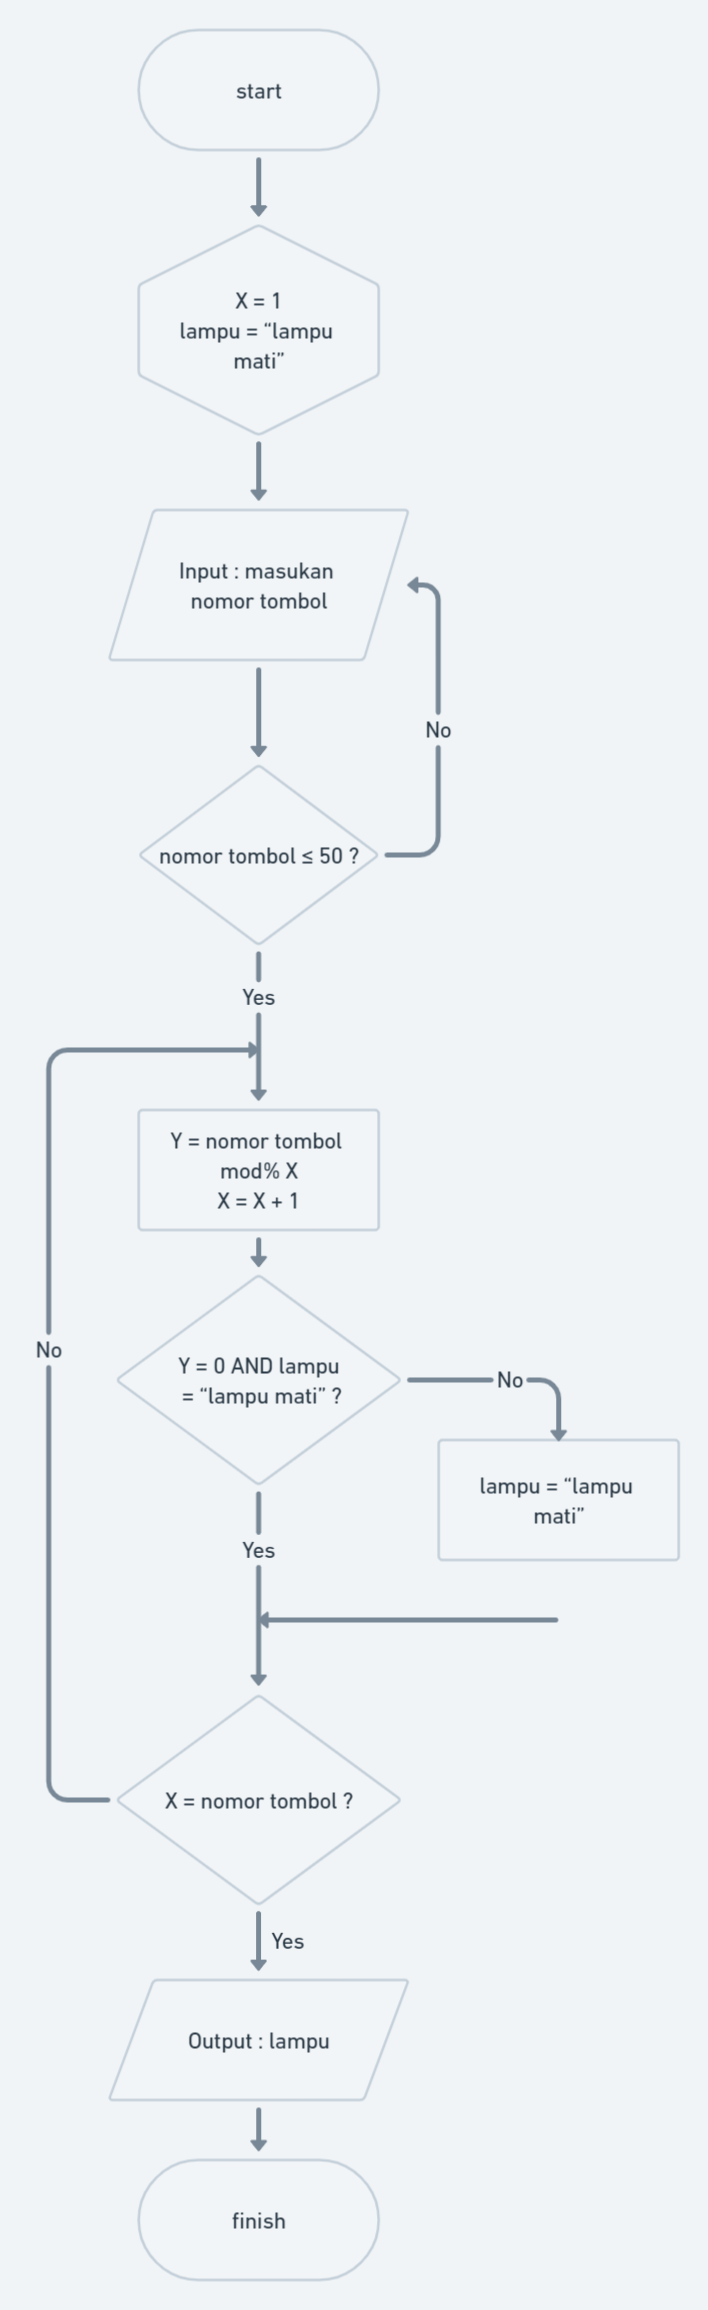 start
X = 1
lampu = “lampu
mati”
Input : masukan
nomor tombol
No
nomor tombol ≤ 50 ?
Yes
Y = nomor tombol
mod% X
X = X + 1
No
Y = 0 AND lampu
= “lampu mati” ?
No
lampu = “lampu
mati”
Yes
X = nomor tombol ?
Yes
Output : lampu
finish